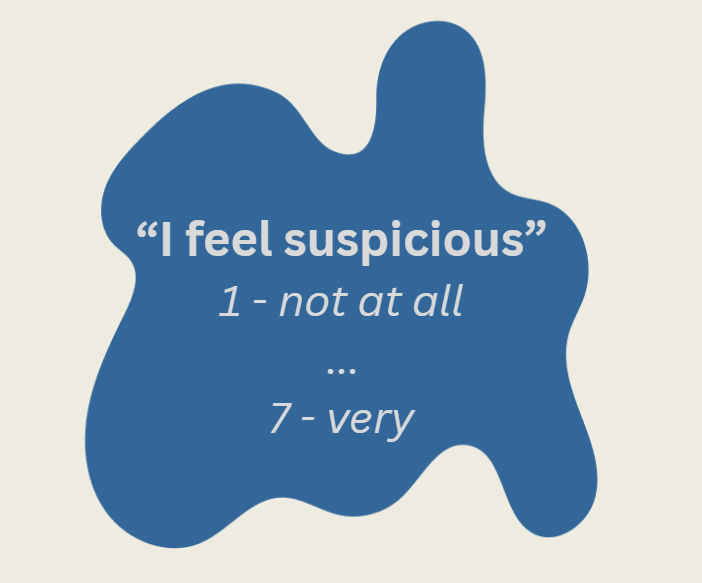 “I feel suspicious”
1 - not at all
...
7 - very